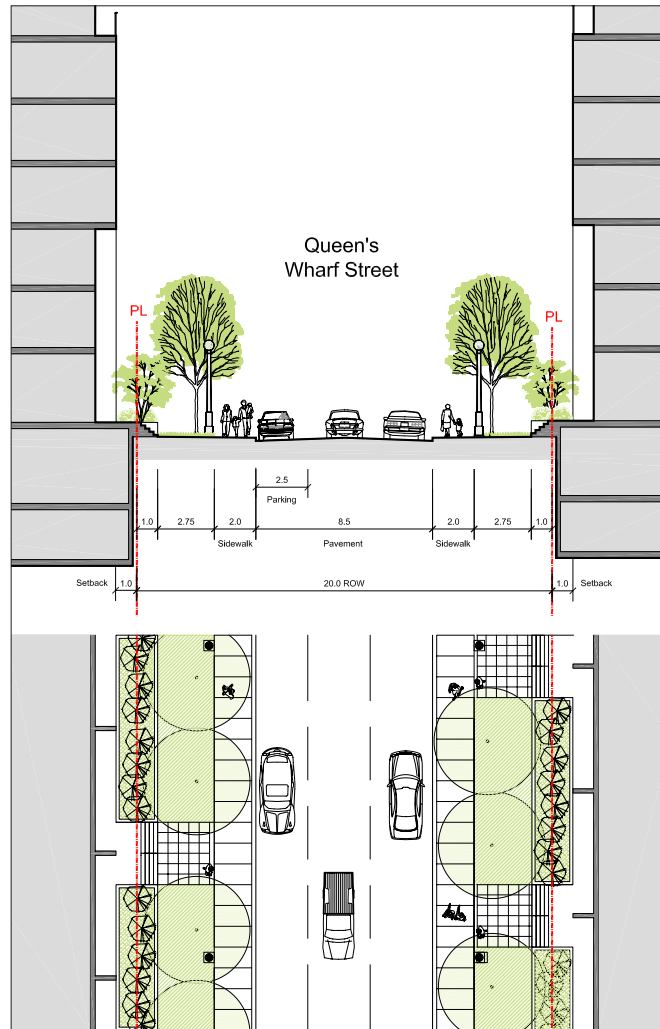 Queen's
Wharf Street
PL
PL
2.5
Parking
1.0
2.75
2.0
8.5
2.0
2.75
1.0
Sidewalk
Pavement
Sidewalk
Setback
1.0
20.0 ROW
1.0
Setback